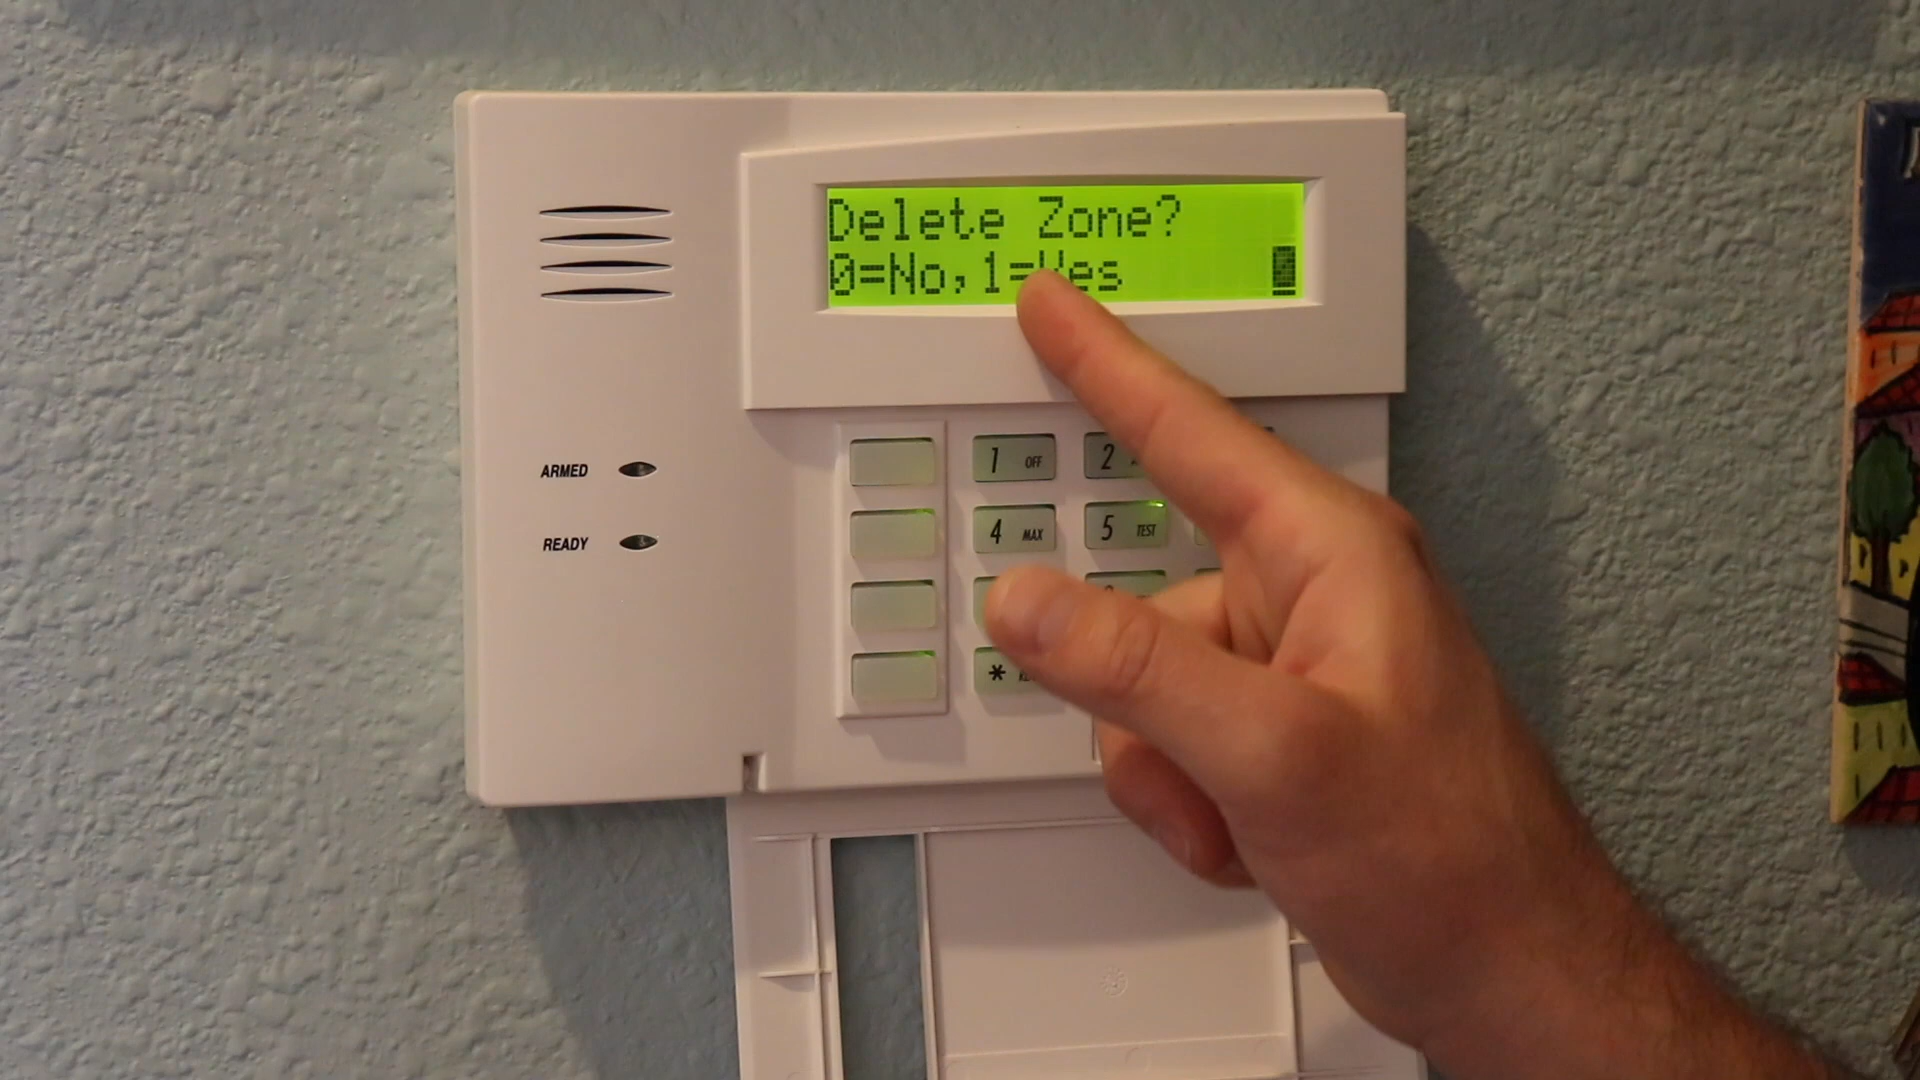 Delete Zone?
0=No,1=Yes
ARMED
READY
1 OFF
2
4 MAX
5 TEST
*